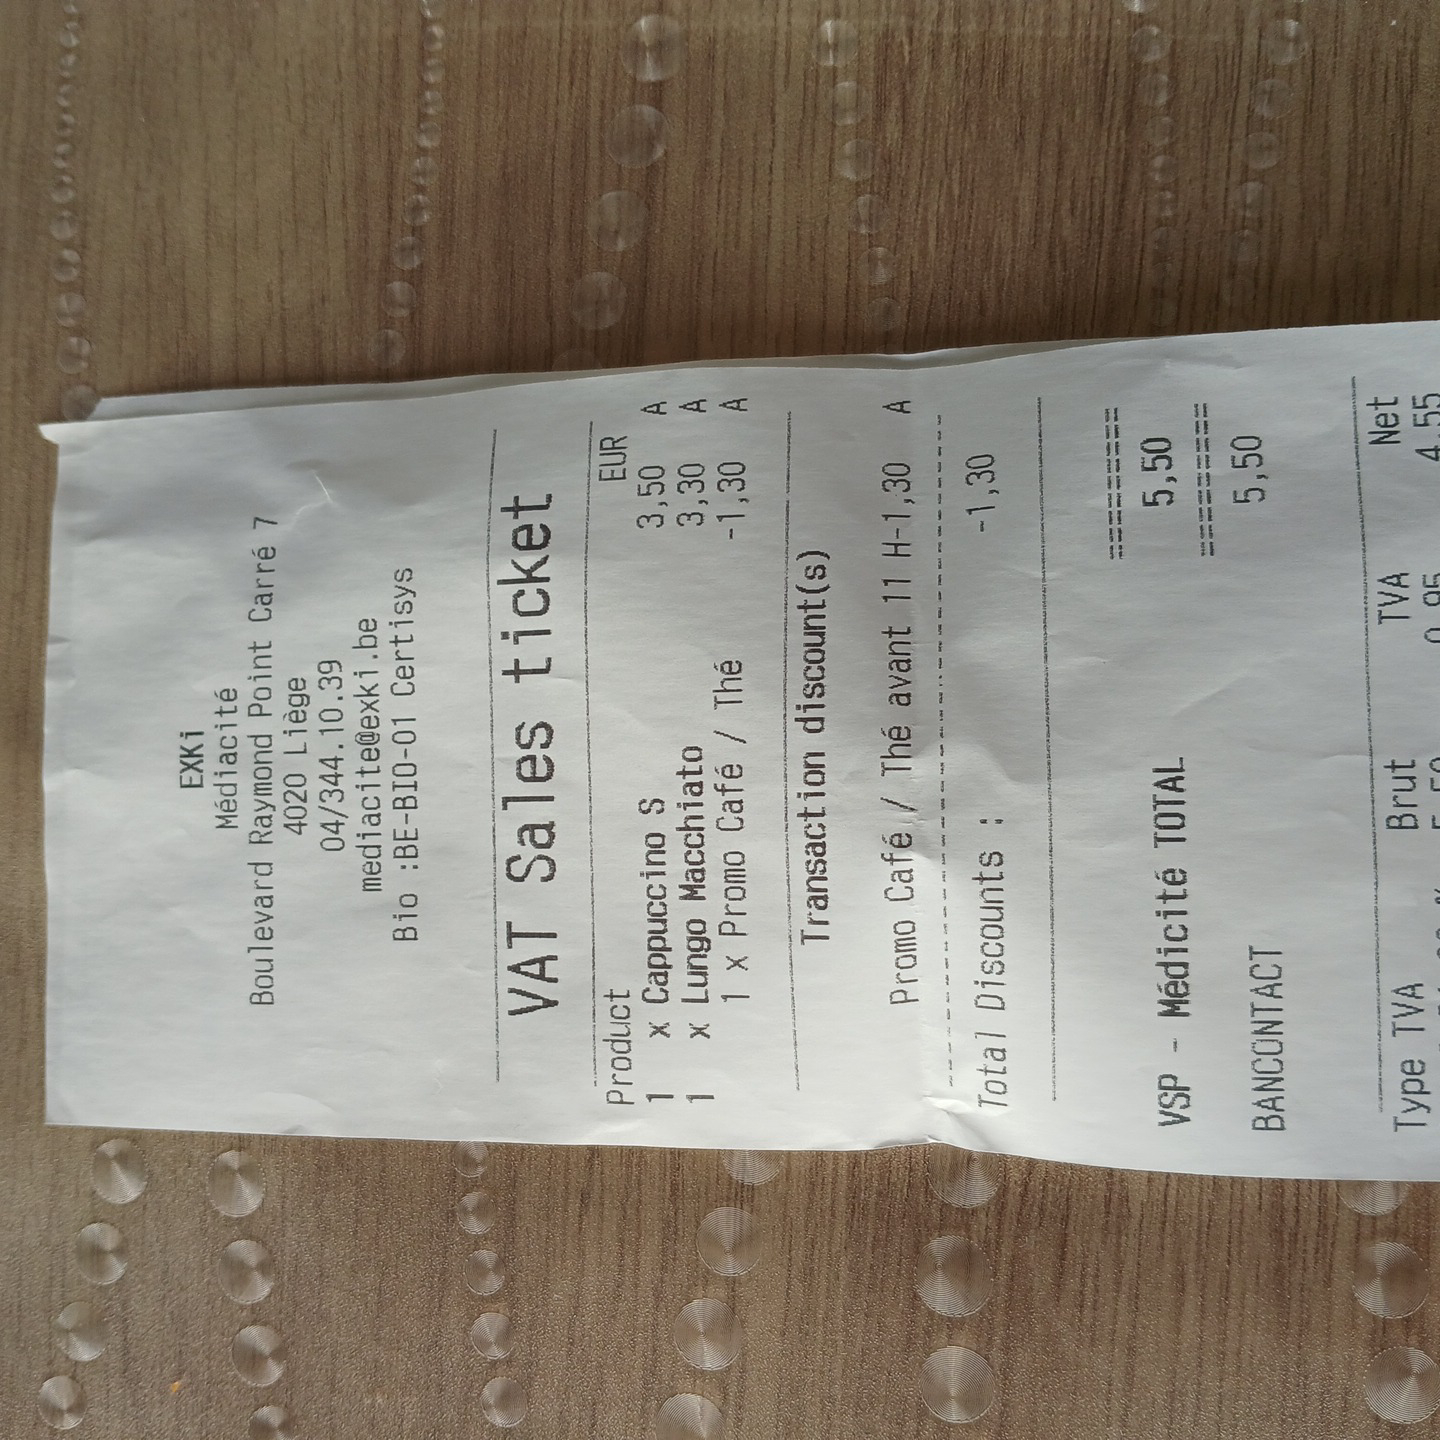 EXKi
Médiacité
Boulevard Raymond Point Carré 7
4020 Liège
04/344.10.39
mediacite@exki.be
Bio :BE-BIO-01 Certisys
VAT Sales ticket
Product EUR
1 x Cappuccino S 3,50 A
1 x Lungo Macchiato 3,30 A
1 x Promo Café / Thé -1,30 A
Transaction discount(s)
Promo Café / Thé avant 11 H-1,30 A
Total Discounts : -1,30
VSP - Médicité TOTAL 5,50
BANCONTACT 5,50
Type TVA Brut TVA Net
4,55